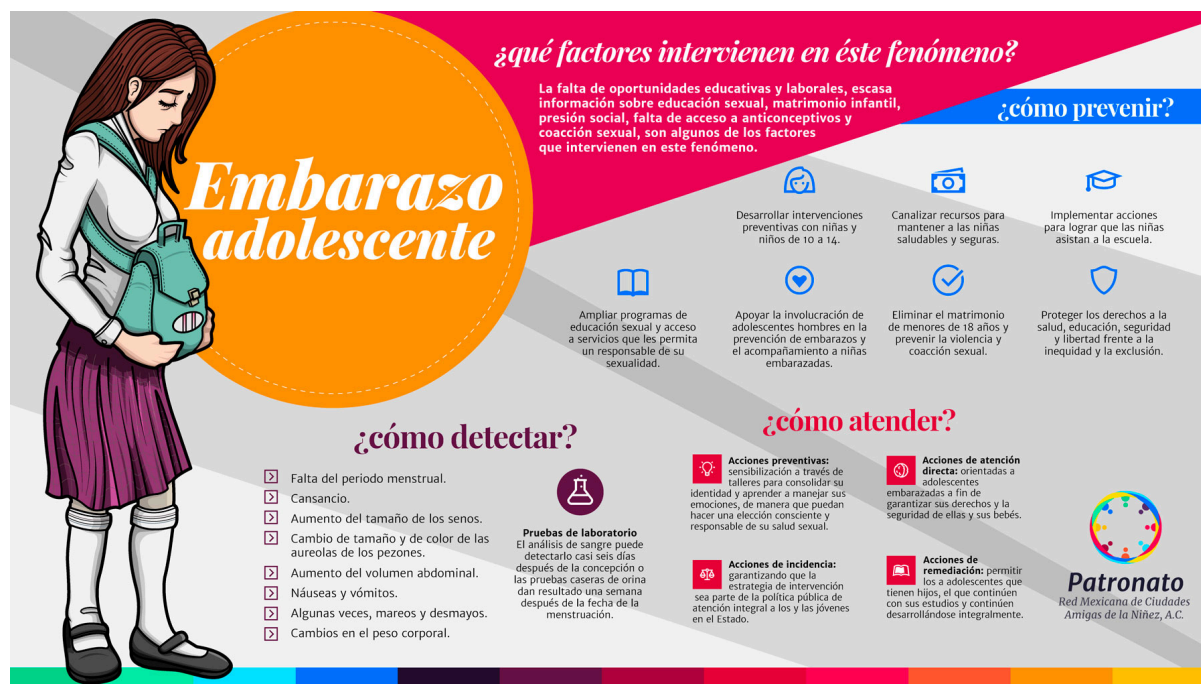 Embarazo
adolescente
¿qué factores intervienen en éste fenómeno?
La falta de oportunidades educativas y laborales, escasa
información sobre educación sexual, matrimonio infantil,
presión social, falta de acceso a anticonceptivos y
coacción sexual, son algunos de los factores
que intervienen en este fenómeno.
¿cómo prevenir?
Desarrollar intervenciones
preventivas con niñas y
niños de 10 a 14.
Canalizar recursos para
mantener a las niñas
saludables y seguras.
Implementar acciones
para lograr que las niñas
asistan a la escuela.
Ampliar programas de
educación sexual y acceso
a servicios que les permita
un responsable de su
sexualidad.
Apoyar la involucración de
adolescentes hombres en la
prevención de embarazos y
el acompañamiento a niñas
embarazadas.
Eliminar el matrimonio
de menores de 18 años y
prevenir la violencia y
coacción sexual.
Proteger los derechos a la
salud, educación, seguridad
y libertad frente a la
inequidad y la exclusión.
¿cómo detectar?
Falta del periodo menstrual.
Cansancio.
Aumento del tamaño de los senos.
Cambio de tamaño y de color de las
aureolas de los pezones.
Aumento del volumen abdominal.
Náuseas y vómitos.
Algunas veces, mareos y desmayos.
Cambios en el peso corporal.
Pruebas de laboratorio
El análisis de sangre puede
detectarlo casi seis días
después de la concepción o
las pruebas caseras de orina
dan resultado una semana
después de la fecha de la
menstruación.
¿cómo atender?
Acciones preventivas:
sensibilización a través de
talleres para consolidar su
identidad y aprender a manejar sus
emociones, de manera que puedan
hacer una elección consciente y
responsable de su salud sexual.
Acciones de atención
directa: orientadas a
adolescentes
embarazadas a fin de
garantizar sus derechos y la
seguridad de ellas y sus bebés.
Acciones de incidencia:
garantizando que la
estrategia de intervención
sea parte de la política pública de
atención integral a los y las jóvenes
en el Estado.
Acciones de
remediación: permitir
los a adolescentes que
tienen hijos, el que continúen
con sus estudios y continúen
desarrollándose integralmente.
Patronato
Red Mexicana de Ciudades
Amigas de la Niñez, A.C.